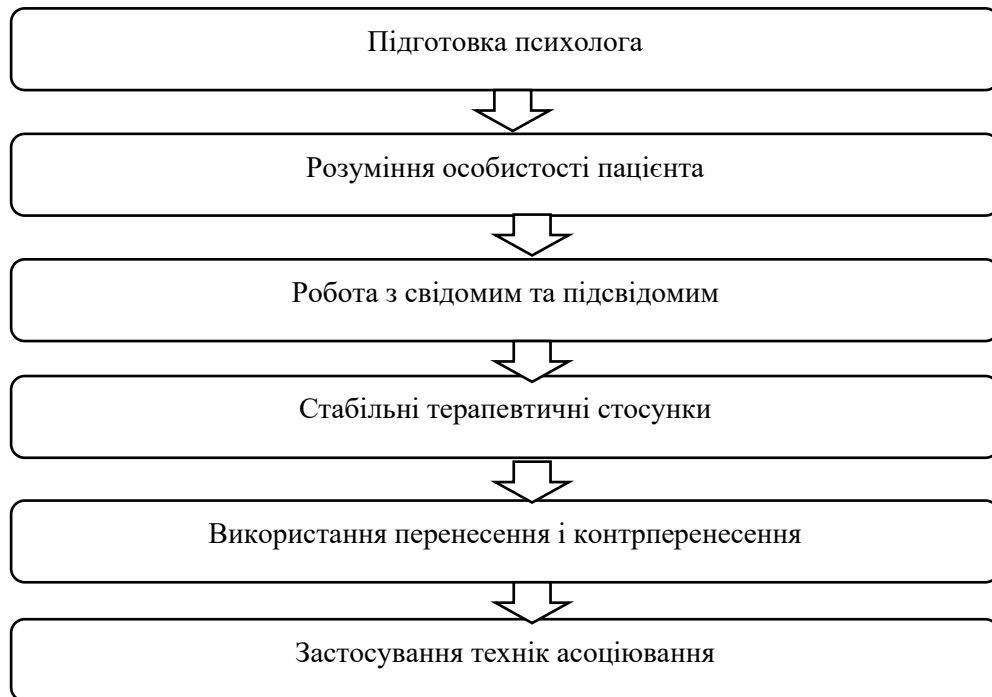 Підготовка психолога
Розуміння особистості пацієнта
Робота з свідомим та підсвідомим
Стабільні терапевтичні стосунки
Використання перенесення і контрперенесення
Застосування технік асоціювання